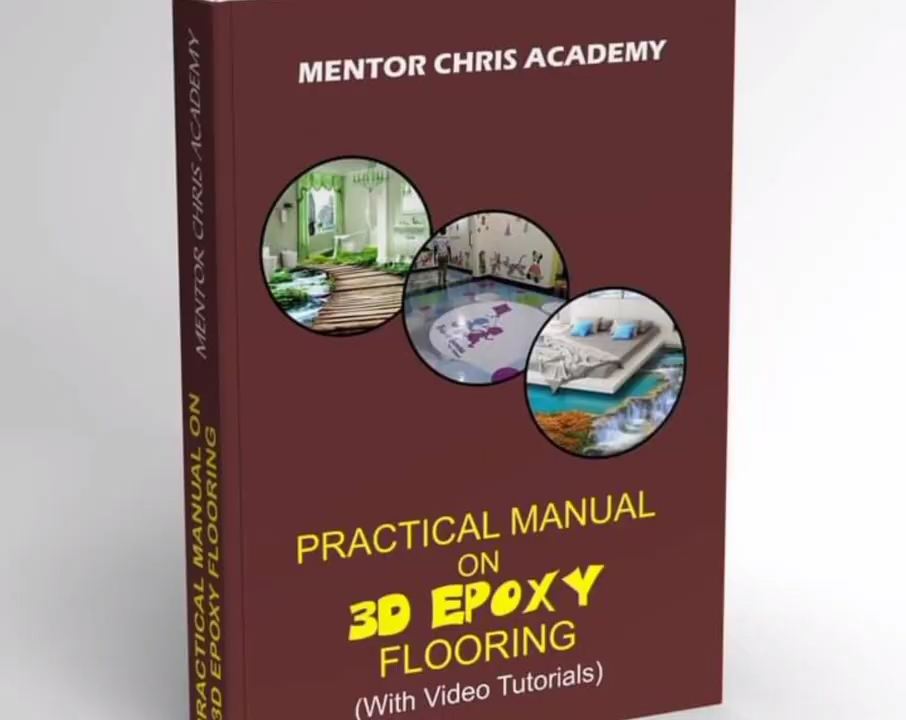 MENTOR CHRIS ACADEMY
PRACTICAL MANUAL
ON
3D EPOXY
FLOORING
(With Video Tutorials)
MENTOR CHRIS ACADEMY
PRACTICAL MANUAL ON
3D EPOXY FLOORING